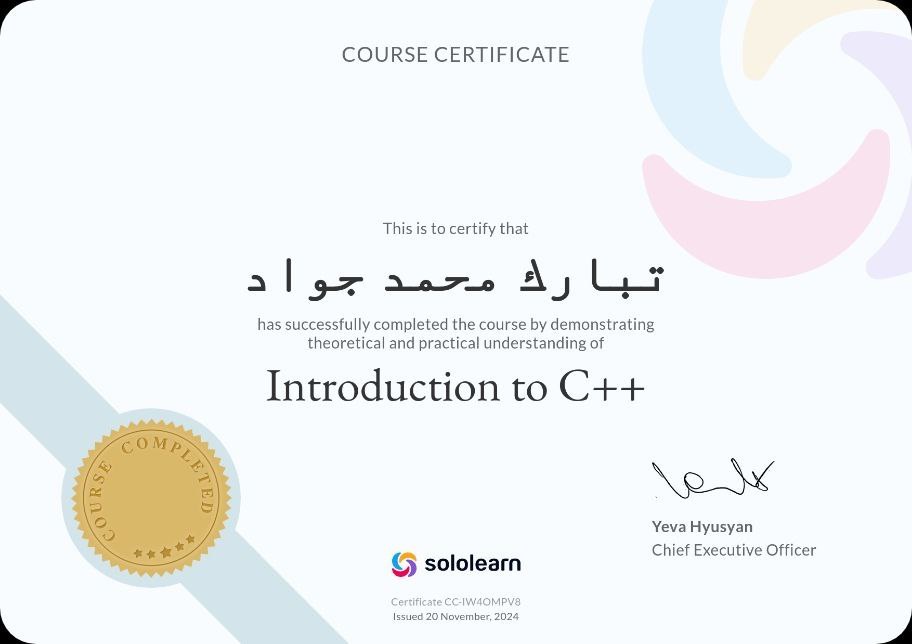 COURSE CERTIFICATE
This is to certify that
تبارك محمد جواد
has successfully completed the course by demonstrating
theoretical and practical understanding of
Introduction to C++
COURSE COMPLETED
Yeva Hyusyan
Chief Executive Officer
sololearn
Certificate CC-IW4OMPV8
Issued 20 November, 2024